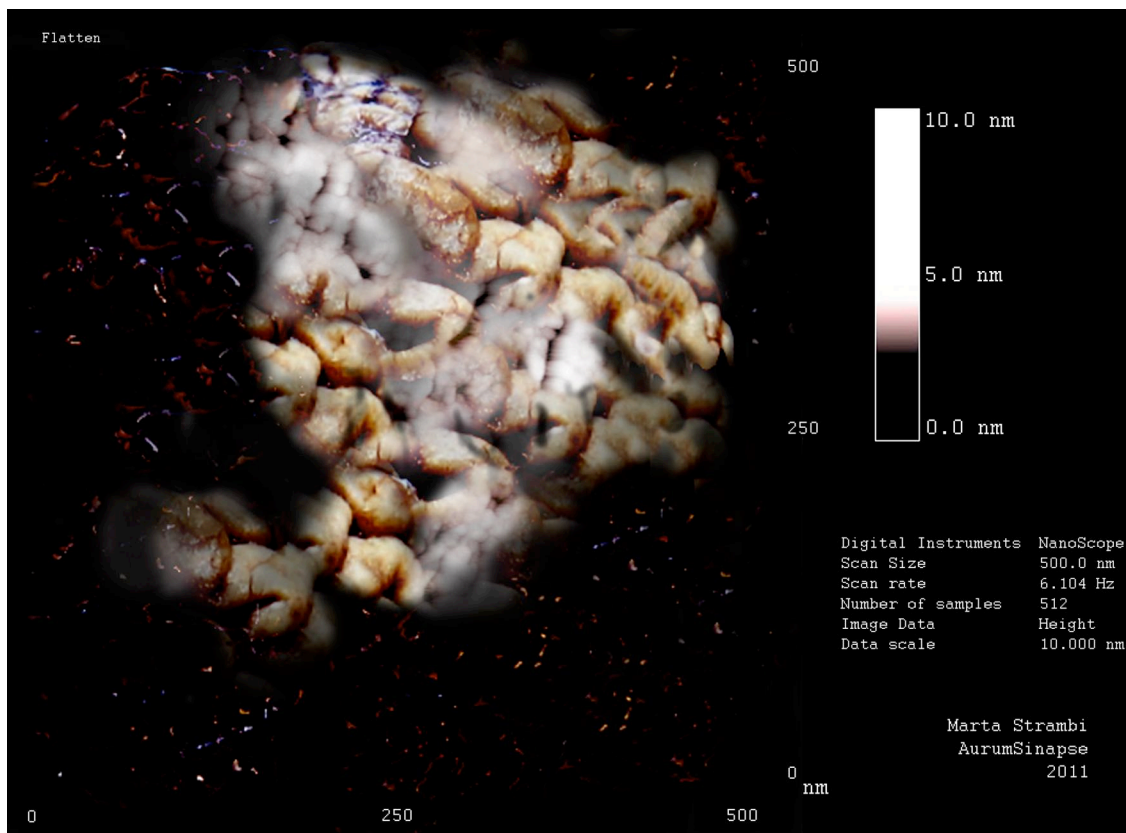 Flatten
500
10.0 nm
5.0 nm
250
0.0 nm
Digital Instruments NanoScope
Scan Size 500.0 nm
Scan rate 6.104 Hz
Number of samples 512
Image Data Height
Data scale 10.000 nm
Marta Strambi
AurumSinapse
2011
0 nm
0 250 500